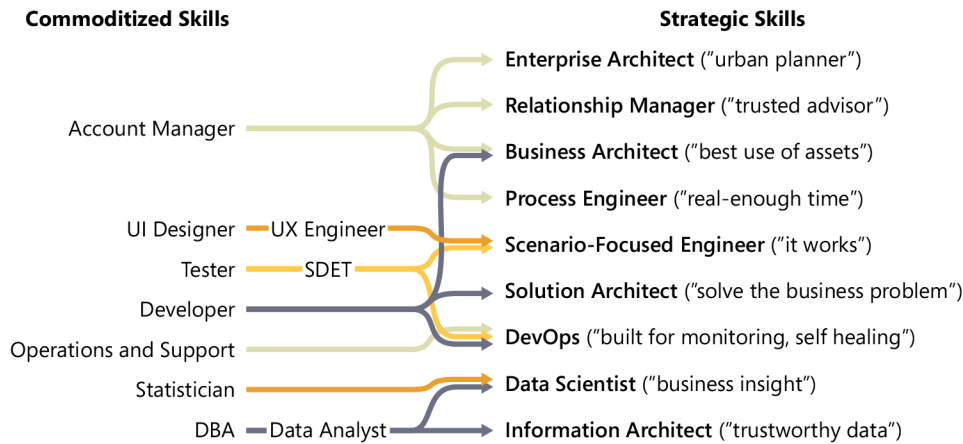 Commoditized Skills
Strategic Skills
Enterprise Architect ("urban planner")
Relationship Manager ("trusted advisor")
Account Manager
Business Architect ("best use of assets")
Process Engineer ("real-enough time")
UI Designer UX Engineer
Scenario-Focused Engineer ("it works")
Tester SDET
Solution Architect ("solve the business problem")
Developer
DevOps ("built for monitoring, self healing")
Operations and Support
Data Scientist ("business insight")
Statistician
DBA Data Analyst
Information Architect ("trustworthy data")